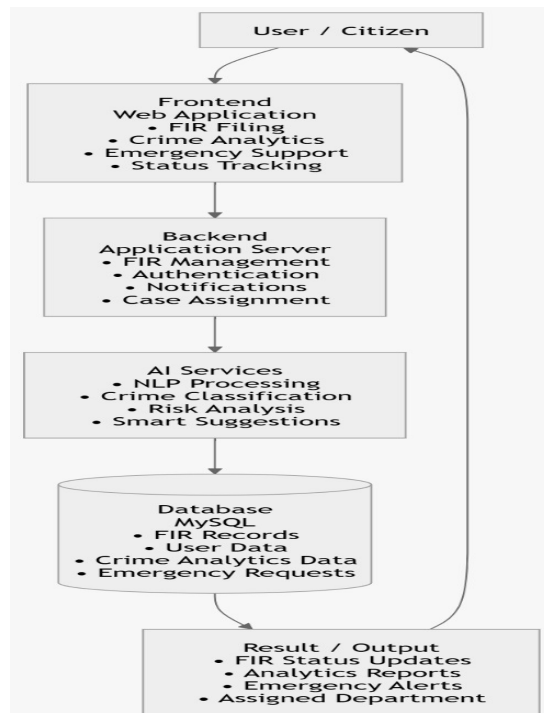 User / Citizen
Frontend
Web Application
• FIR Filing
• Crime Analytics
• Emergency Support
• Status Tracking
Backend
Application Server
• FIR Management
• Authentication
• Notifications
• Case Assignment
AI Services
• NLP Processing
• Crime Classification
• Risk Analysis
• Smart Suggestions
Database
MySQL
• FIR Records
• User Data
• Crime Analytics Data
• Emergency Requests
Result / Output
• FIR Status Updates
• Analytics Reports
• Emergency Alerts
• Assigned Department